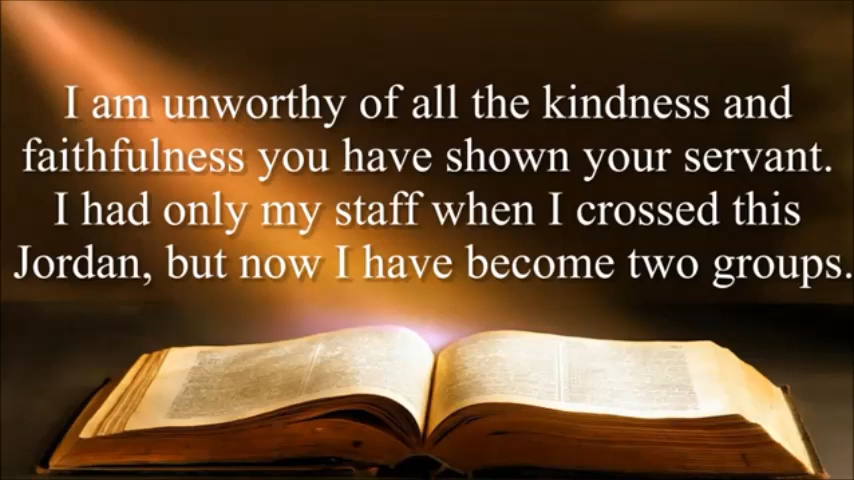 I am unworthy of all the kindness and
faithfulness you have shown your servant.
I had only my staff when I crossed this
Jordan, but now I have become two groups.